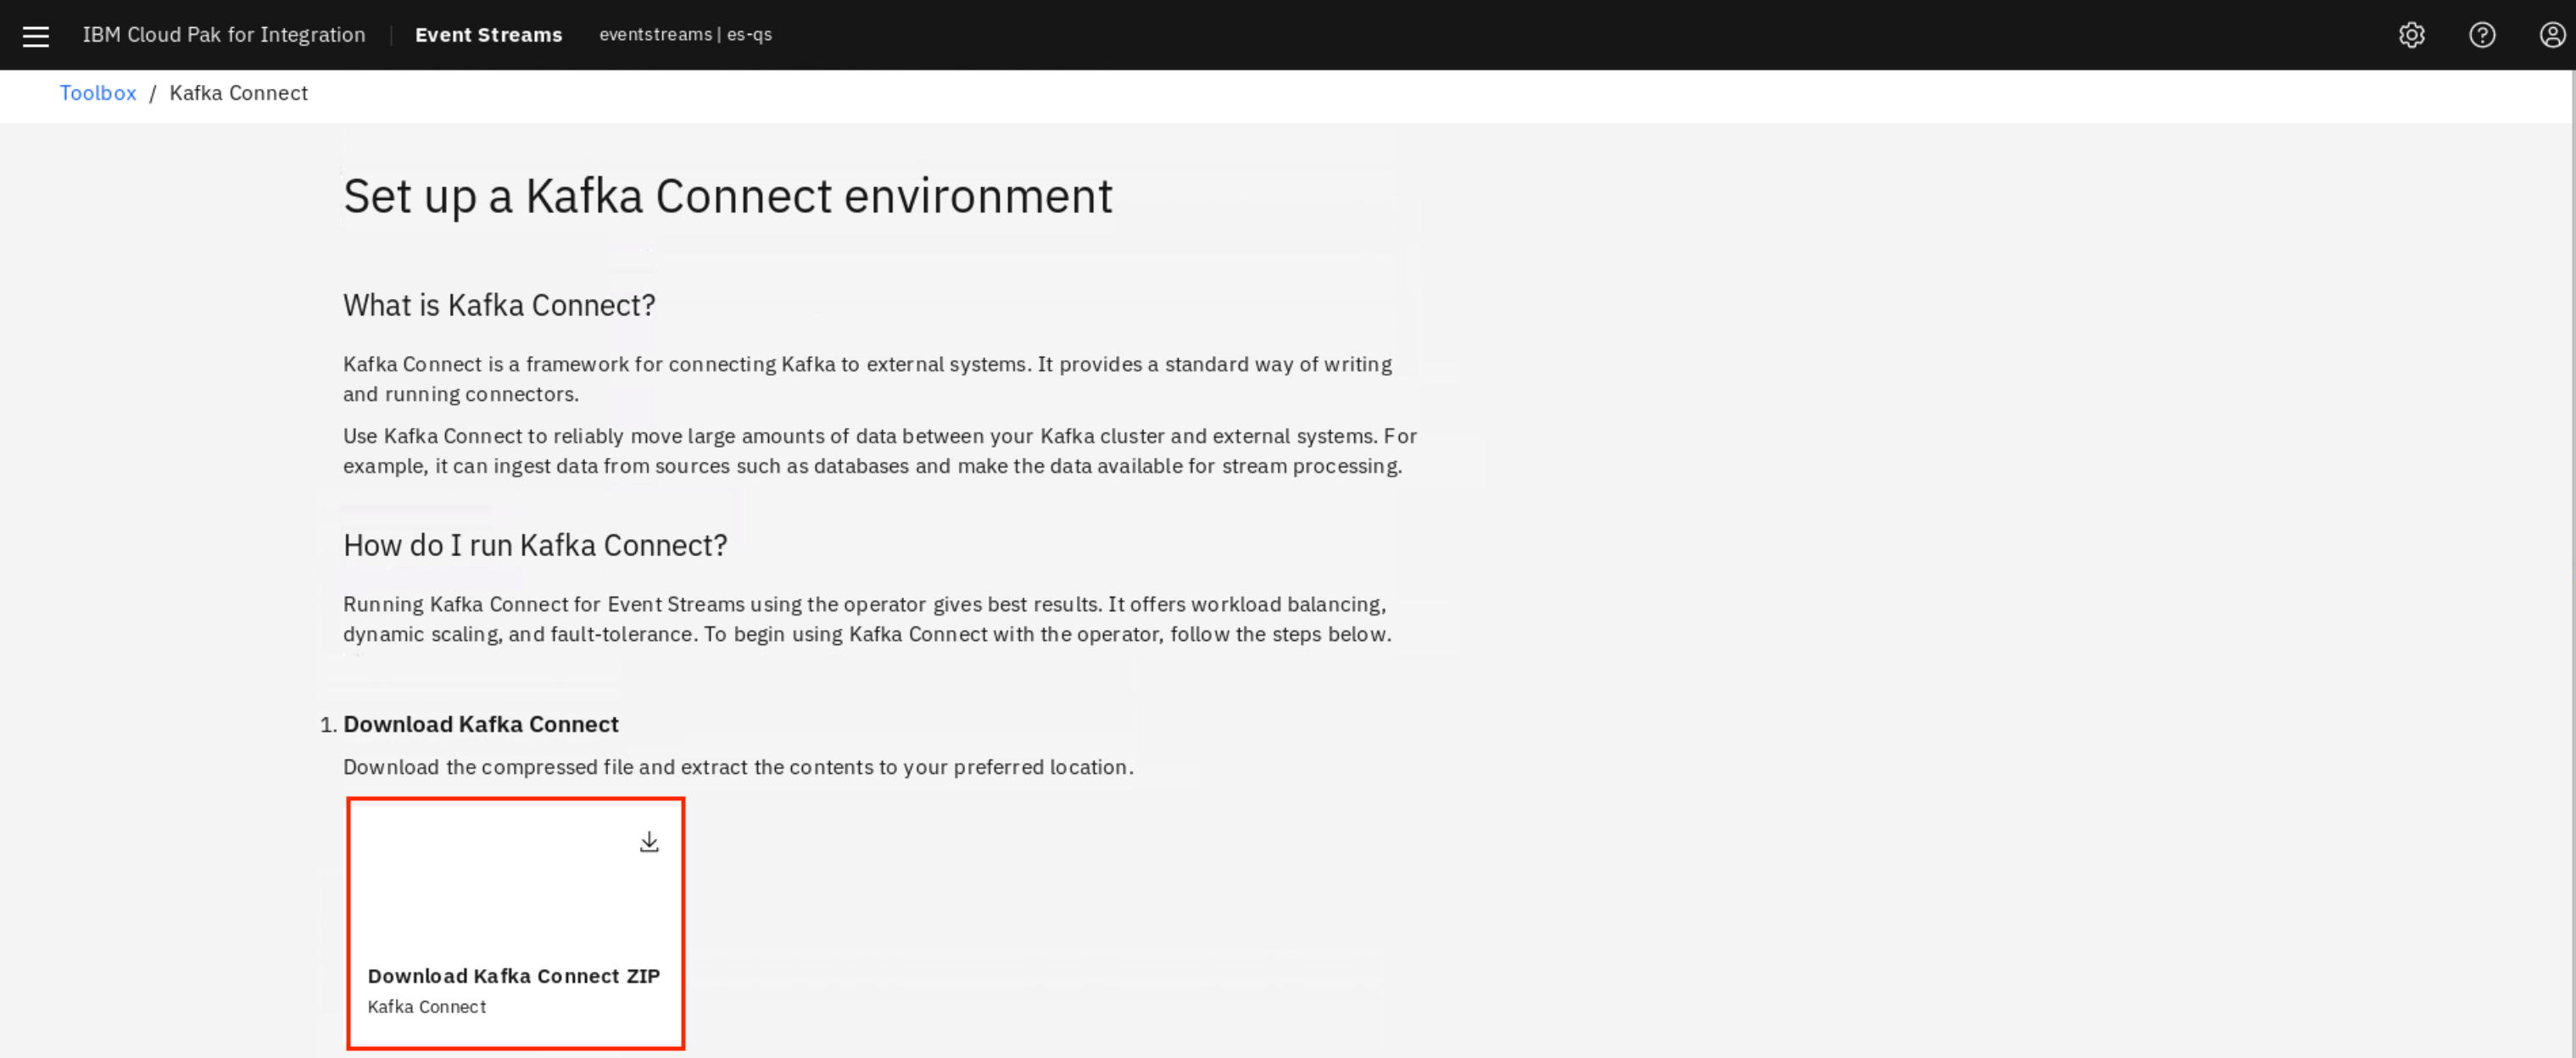 IBM Cloud Pak for Integration | Event Streams eventstreams | es-qs
Toolbox / Kafka Connect
Set up a Kafka Connect environment
What is Kafka Connect?
Kafka Connect is a framework for connecting Kafka to external systems. It provides a standard way of writing
and running connectors.
Use Kafka Connect to reliably move large amounts of data between your Kafka cluster and external systems. For
example, it can ingest data from sources such as databases and make the data available for stream processing.
How do I run Kafka Connect?
Running Kafka Connect for Event Streams using the operator gives best results. It offers workload balancing,
dynamic scaling, and fault-tolerance. To begin using Kafka Connect with the operator, follow the steps below.
1. Download Kafka Connect
Download the compressed file and extract the contents to your preferred location.
Download Kafka Connect ZIP
Kafka Connect